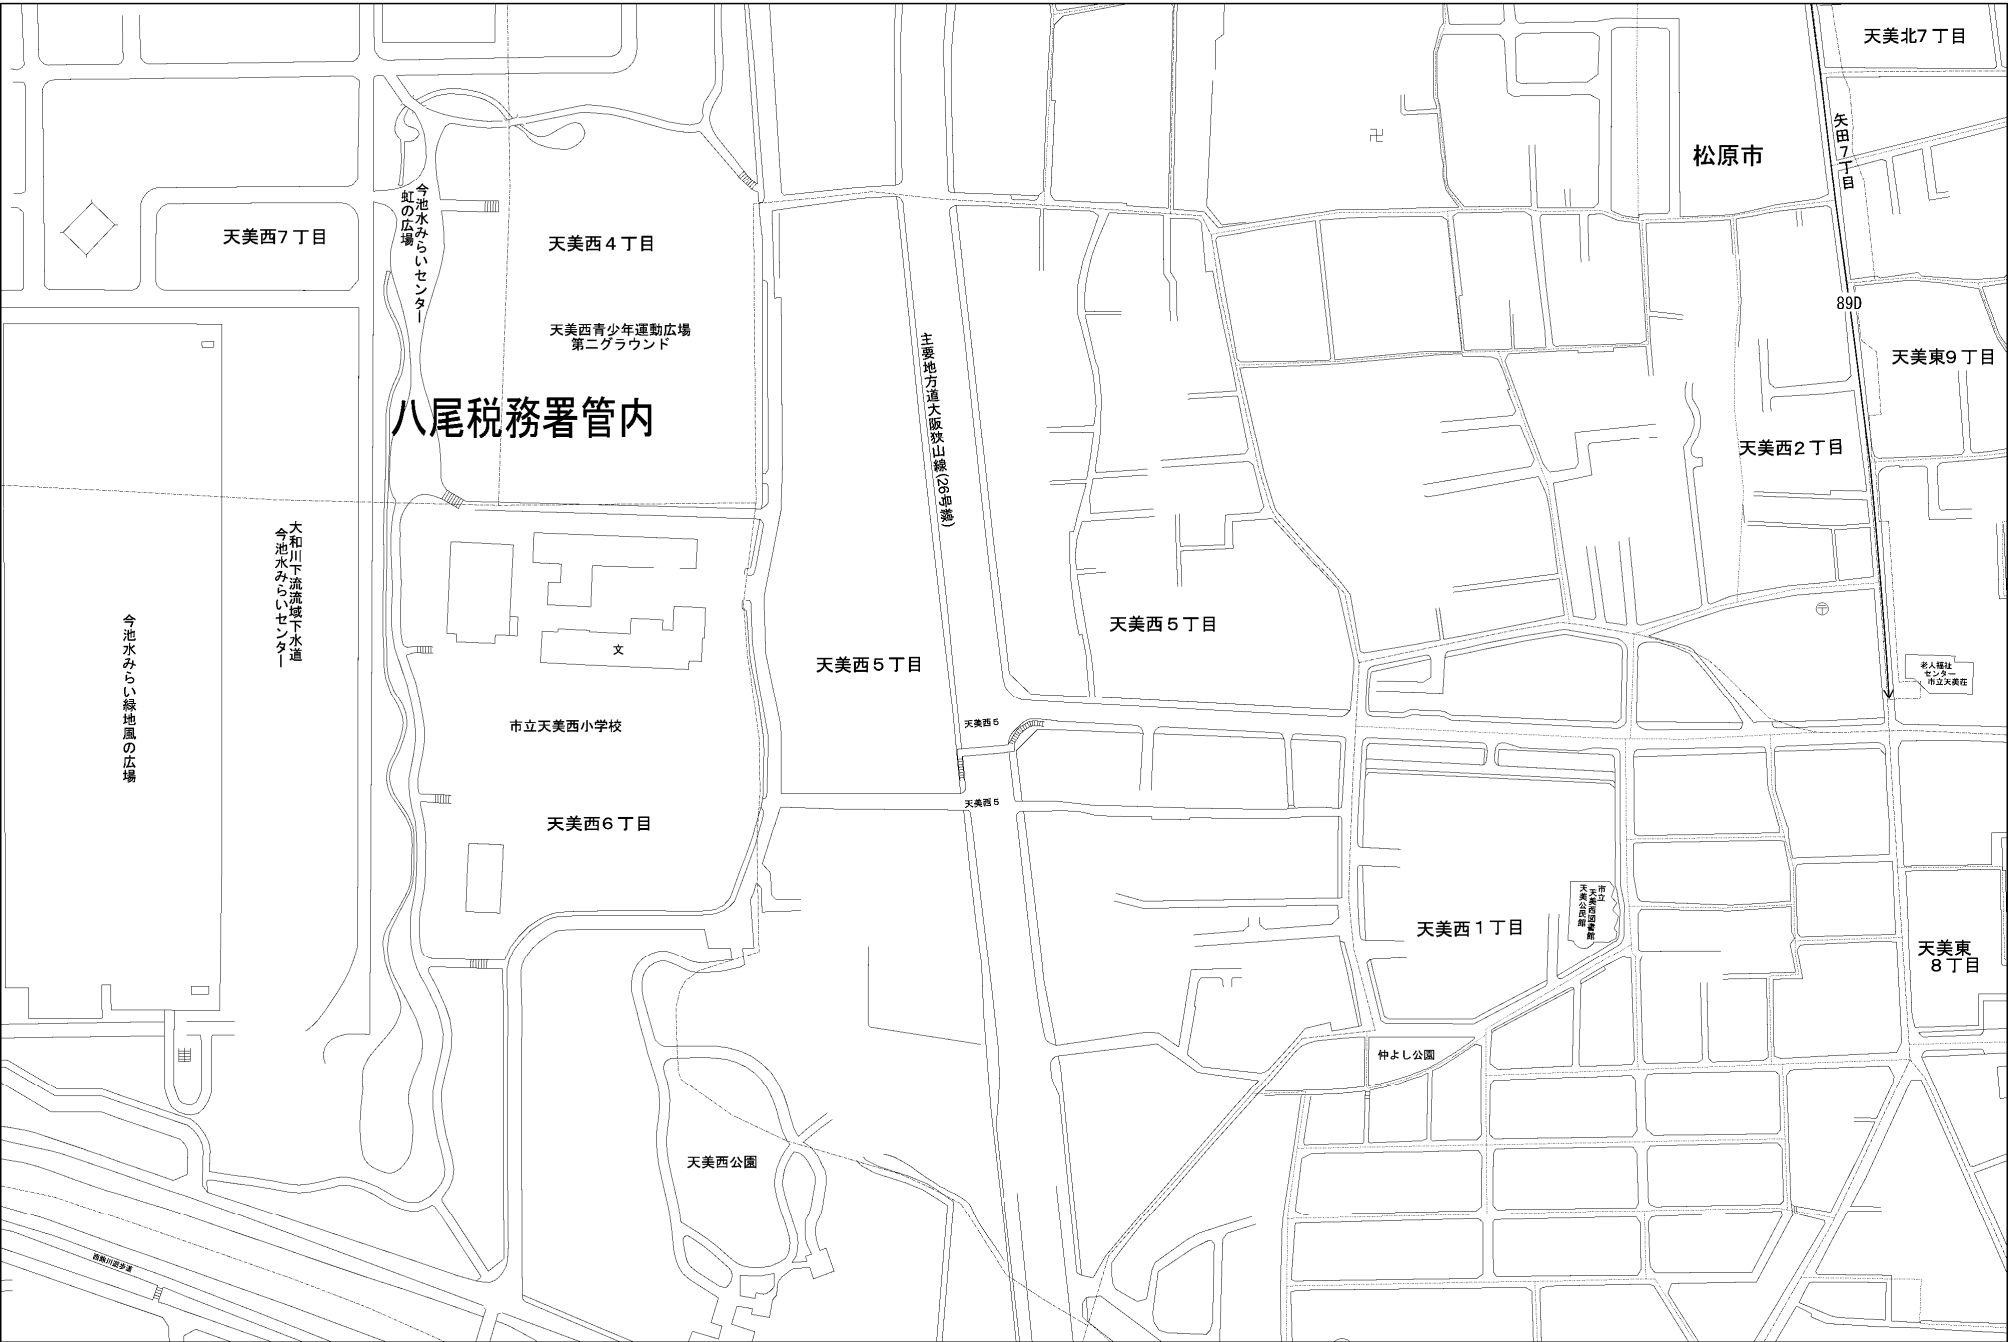 天美北7丁目
矢田7丁目
松原市
今池水みらいセンター
虹の広場
天美西7丁目
天美西4丁目
89D
天美西青少年運動広場
第二グラウンド
主要地方道大阪狭山線(26号線)
天美東9丁目
八尾税務署管内
天美西2丁目
大和川下流流域下水道
今池水みらいセンター
今池水みらい緑地風の広場
文
天美西5丁目
天美西5丁目
老人福祉
センター
市立天美荘
市立天美西小学校
天美西5
天美西5
天美西6丁目
市立
天美西図書館
天美公民館
天美西1丁目
天美東
8丁目
仲よし公園
天美西公園